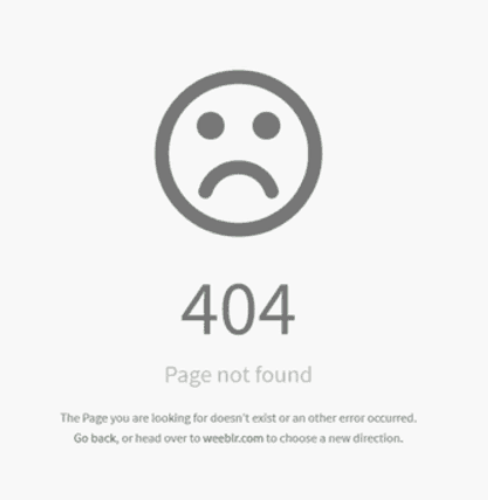 404
Page not found
The Page you are looking for doesn't exist or an other error occurred.
Go back, or head over to weeblr.com to choose a new direction.